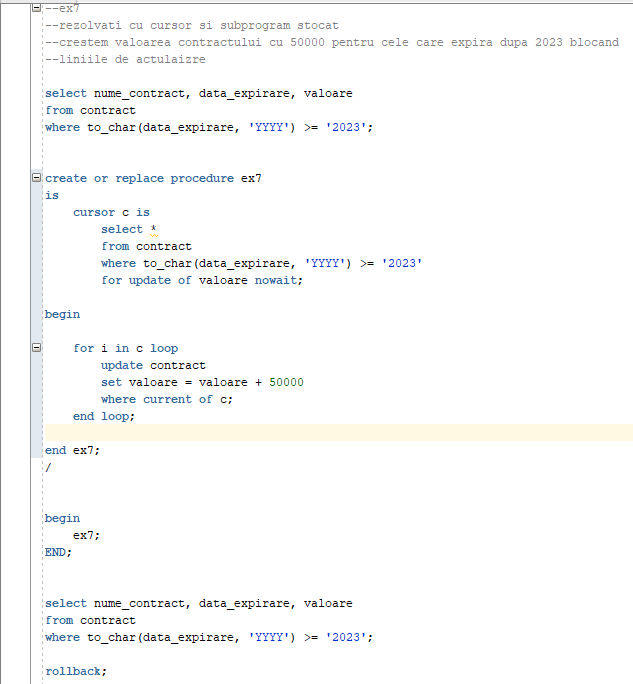 --ex7
--rezolvati cu cursor si subprogram stocat
--crestem valoarea contractului cu 50000 pentru cele care expira dupa 2023 blocand
--liniile de actulaizre
select nume_contract, data_expirare, valoare
from contract
where to_char(data_expirare, 'YYYY') >= '2023';
create or replace procedure ex7
is
cursor c is
select *
from contract
where to_char(data_expirare, 'YYYY') >= '2023'
for update of valoare nowait;
begin
for i in c loop
update contract
set valoare = valoare + 50000
where current of c;
end loop;
end ex7;
/
begin
ex7;
END;
select nume_contract, data_expirare, valoare
from contract
where to_char(data_expirare, 'YYYY') >= '2023';
rollback;